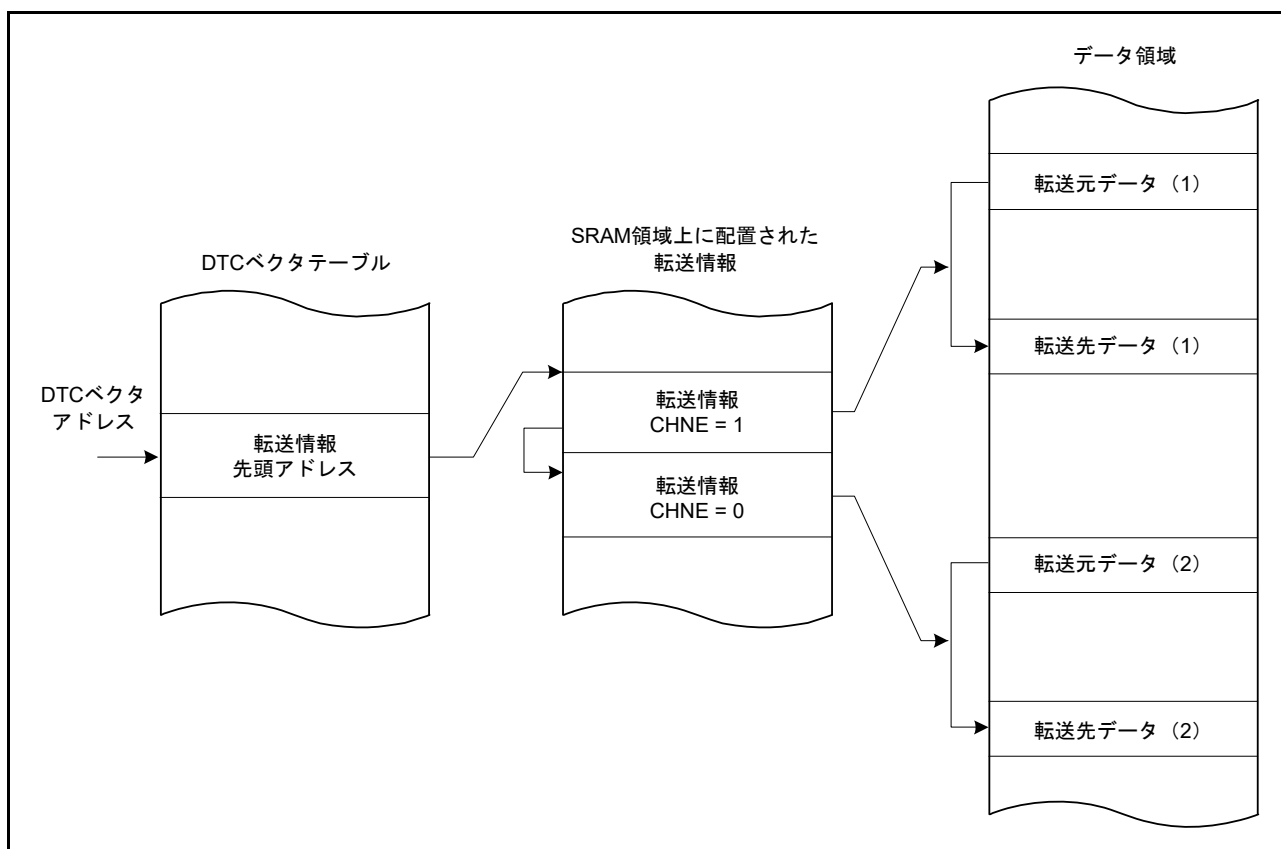 データ領域
転送元データ（1）
SRAM領域上に配置された
転送情報
DTCベクタテーブル
転送先データ（1）
DTCベクタ
アドレス
転送情報
CHNE = 1
転送情報
先頭アドレス
転送情報
CHNE = 0
転送元データ（2）
転送先データ（2）